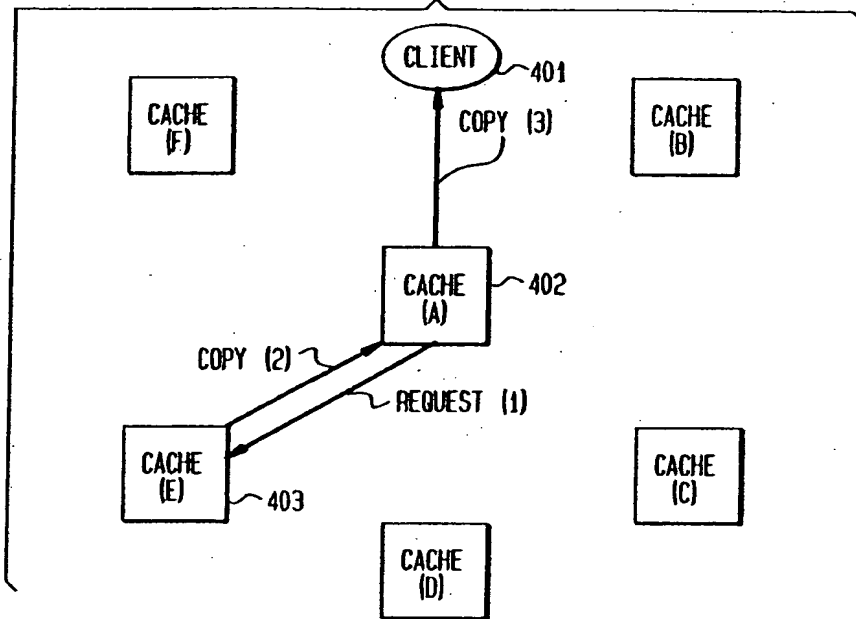 CLIENT
401
COPY (3)
CACHE
(F)
CACHE
(B)
CACHE
(A)
402
COPY (2)
REQUEST (1)
CACHE
(E)
403
CACHE
(C)
CACHE
(D)